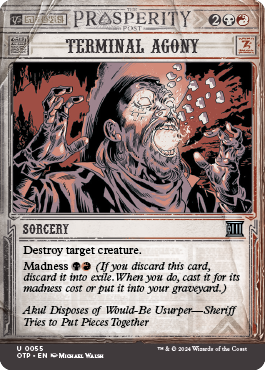 THE
PROSPERITY
POST
2
TERMINAL AGONY
SORCERY
Destroy target creature.
Madness (If you discard this card,
discard it into exile. When you do, cast it for its
madness cost or put it into your graveyard.)
Akul Disposes of Would-Be Usurper—Sheriff
Tries to Put Pieces Together
U 0055
OTP • EN MICHAEL WALSH
™ & © 2024 Wizards of the Coast